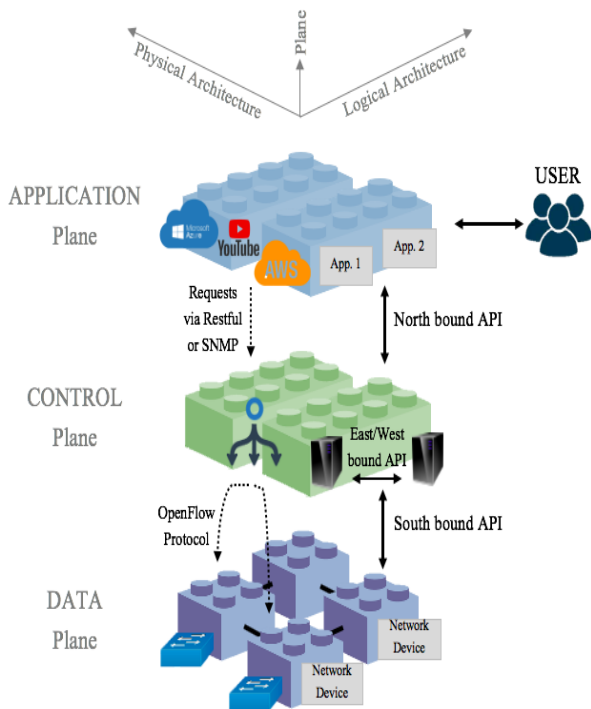 Plane
Physical Architecture
Logical Architecture
APPLICATION
Plane
USER
Microsoft
Azure
YouTube
AWS
App. 1
App. 2
Requests
via Restful
or SNMP
North bound API
CONTROL
Plane
East/West
bound API
OpenFlow
Protocol
South bound API
DATA
Plane
Network
Device
Network
Device